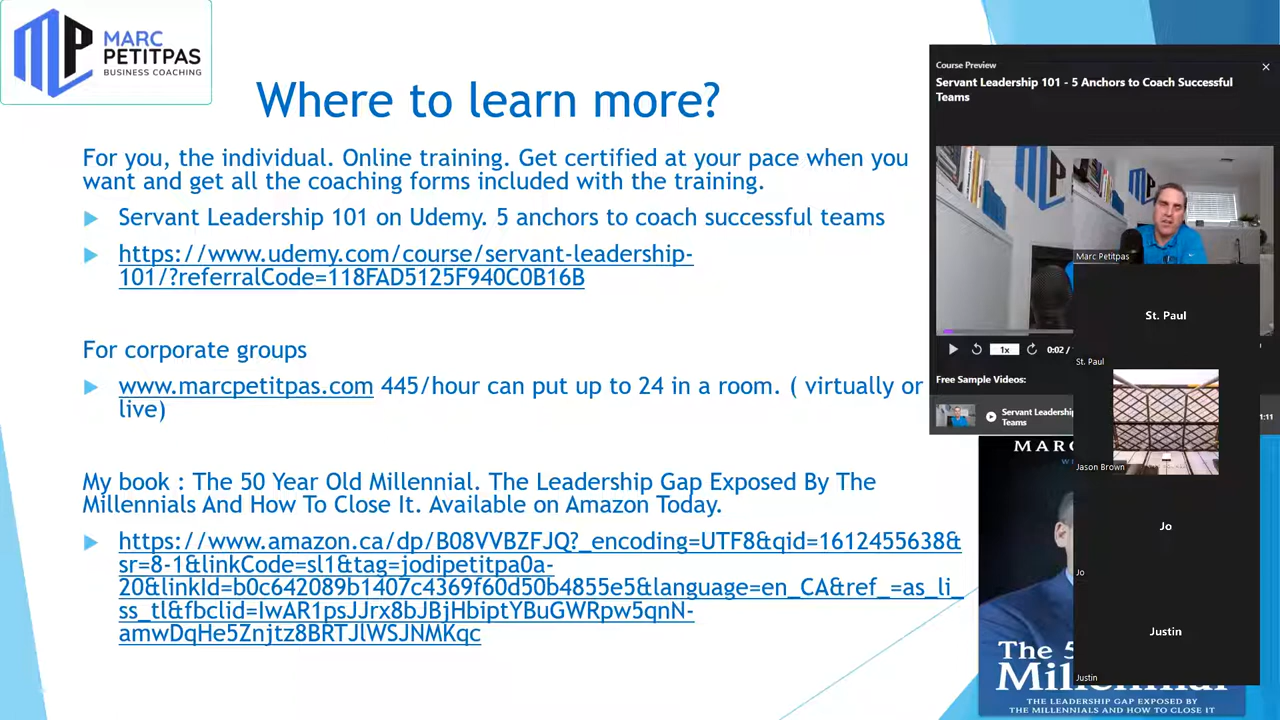 MARC
PETITPAS
BUSINESS COACHING
Where to learn more?
For you, the individual. Online training. Get certified at your pace when you
want and get all the coaching forms included with the training.
Servant Leadership 101 on Udemy. 5 anchors to coach successful teams
https://www.udemy.com/course/servant-leadership-
101/?referralCode=118FAD5125F940C0B16B
For corporate groups
www.marcpetitpas.com 445/hour can put up to 24 in a room. ( virtually or
live)
My book : The 50 Year Old Millennial. The Leadership Gap Exposed By The
Millennials And How To Close It. Available on Amazon Today.
https://www.amazon.ca/dp/B08VVBZFJQ?_encoding=UTF8&qid=1612455638&
sr=8-1&linkCode=sl1&tag=jodipetitpa0a-
20&linkId=b0c642089b1407c4369f60d50b4855e5&language=en_CA&ref_=as_li_
ss_tl&fbclid=IwAR1psJJrx8bJBjHbiptYBuGWRpw5qnN-
amwDqHe5Znjtz8BRTJlWSJNMKqc
Course Preview
Servant Leadership 101 - 5 Anchors to Coach Successful
Teams
Marc Petitpas
St. Paul
1x
0:02 /
St. Paul
Free Sample Videos:
Servant Leadership
Teams
1:11
Jason Brown
MARC
Jo
Jo
Justin
Justin
The 5
THE LEADERSHIP GAP EXPOSED BY
THE MILLENNIALS AND HOW TO CLOSE IT